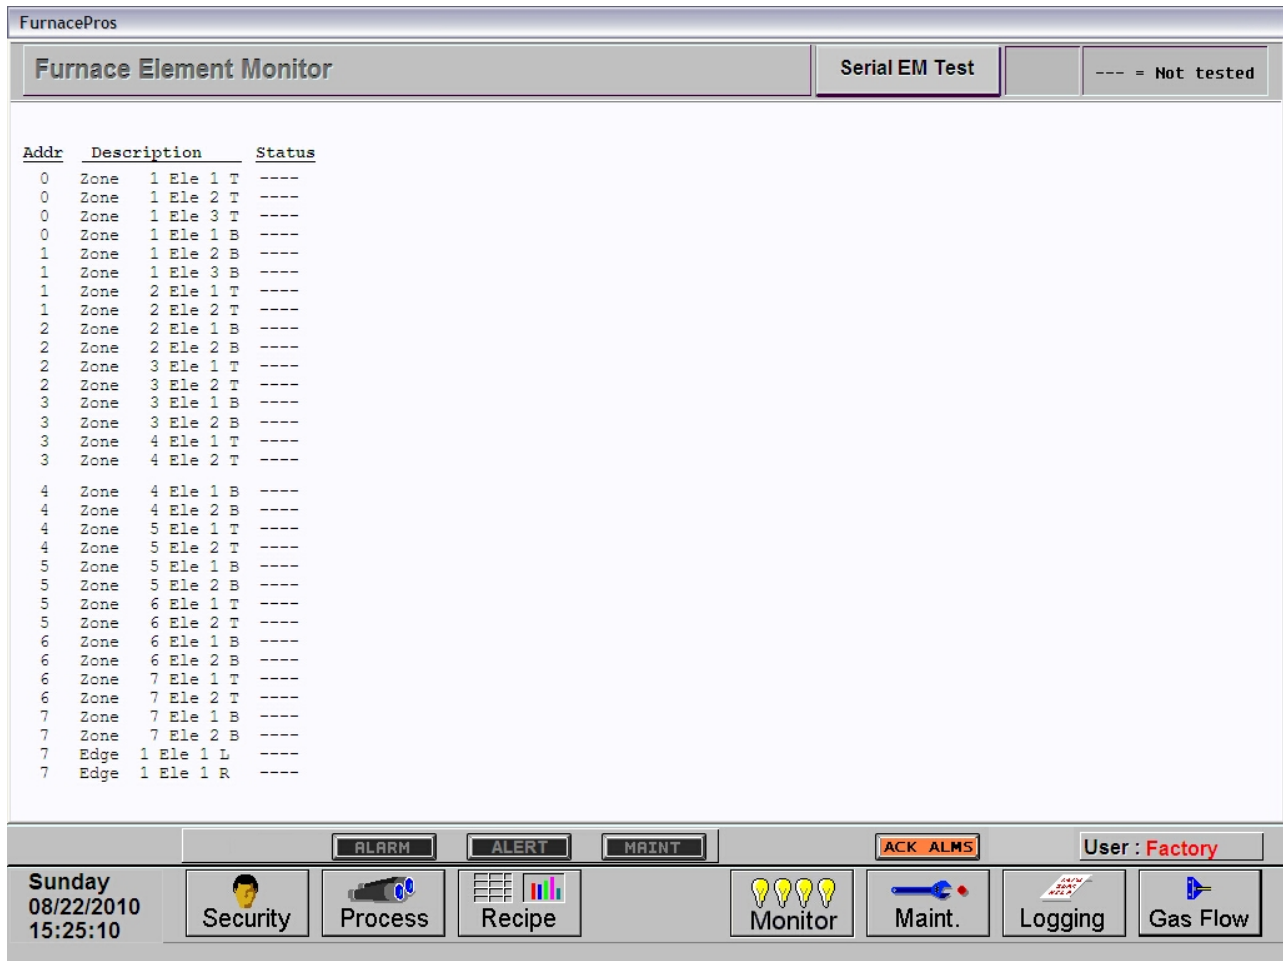 FurnacePros
Furnace Element Monitor
Serial EM Test
--- = Not tested
Addr Description Status
0 Zone 1 Ele 1 T ----
0 Zone 1 Ele 2 T ----
0 Zone 1 Ele 3 T ----
0 Zone 1 Ele 1 B ----
1 Zone 1 Ele 2 B ----
1 Zone 1 Ele 3 B ----
1 Zone 2 Ele 1 T ----
1 Zone 2 Ele 2 T ----
2 Zone 2 Ele 1 B ----
2 Zone 2 Ele 2 B ----
2 Zone 3 Ele 1 T ----
2 Zone 3 Ele 2 T ----
3 Zone 3 Ele 1 B ----
3 Zone 3 Ele 2 B ----
3 Zone 4 Ele 1 T ----
3 Zone 4 Ele 2 T ----
4 Zone 4 Ele 1 B ----
4 Zone 4 Ele 2 B ----
4 Zone 5 Ele 1 T ----
4 Zone 5 Ele 2 T ----
5 Zone 5 Ele 1 B ----
5 Zone 5 Ele 2 B ----
5 Zone 6 Ele 1 T ----
5 Zone 6 Ele 2 T ----
6 Zone 6 Ele 1 B ----
6 Zone 6 Ele 2 B ----
6 Zone 7 Ele 1 T ----
6 Zone 7 Ele 2 T ----
7 Zone 7 Ele 1 B ----
7 Zone 7 Ele 2 B ----
7 Edge 1 Ele 1 L ----
7 Edge 1 Ele 1 R ----
ALARM ALERT MAINT ACK ALMS User : Factory
Sunday
08/22/2010
15:25:10
Security Process Recipe Monitor Maint. Logging Gas Flow